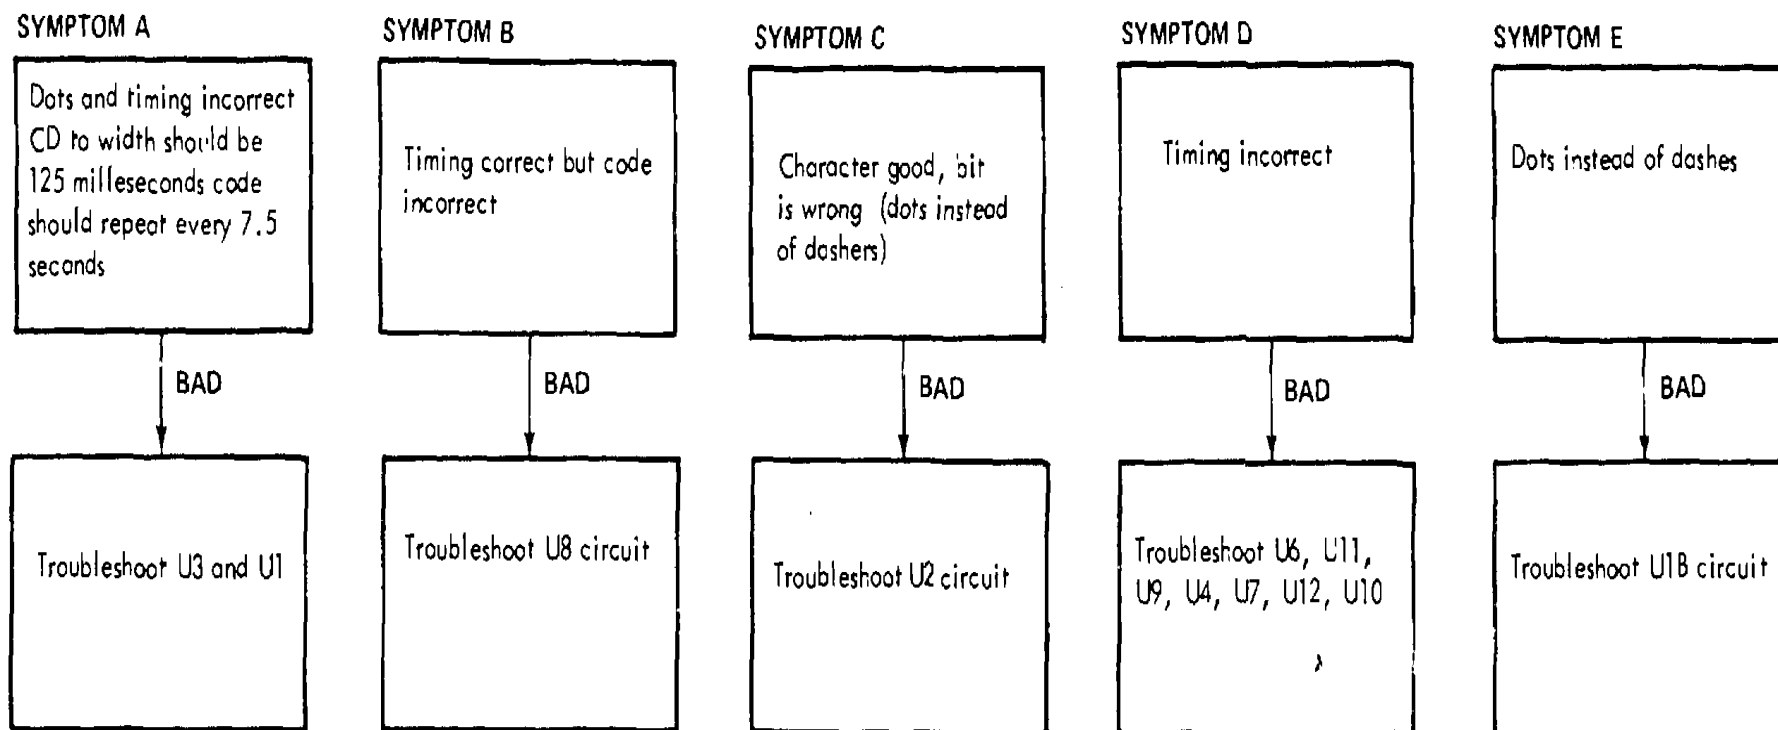 SYMPTOM A
Dots and timing incorrect
CD to width should be
125 milleseconds code
should repeat every 7.5
seconds
BAD
Troubleshoot U3 and U1
SYMPTOM B
Timing correct but code
incorrect
BAD
Troubleshoot U8 circuit
SYMPTOM C
Character good, bit
is wrong (dots instead
of dashers)
BAD
Troubleshoot U2 circuit
SYMPTOM D
Timing incorrect
BAD
Troubleshoot U6, U11,
U9, U4, U7, U12, U10
SYMPTOM E
Dots instead of dashes
BAD
Troubleshoot U1B circuit